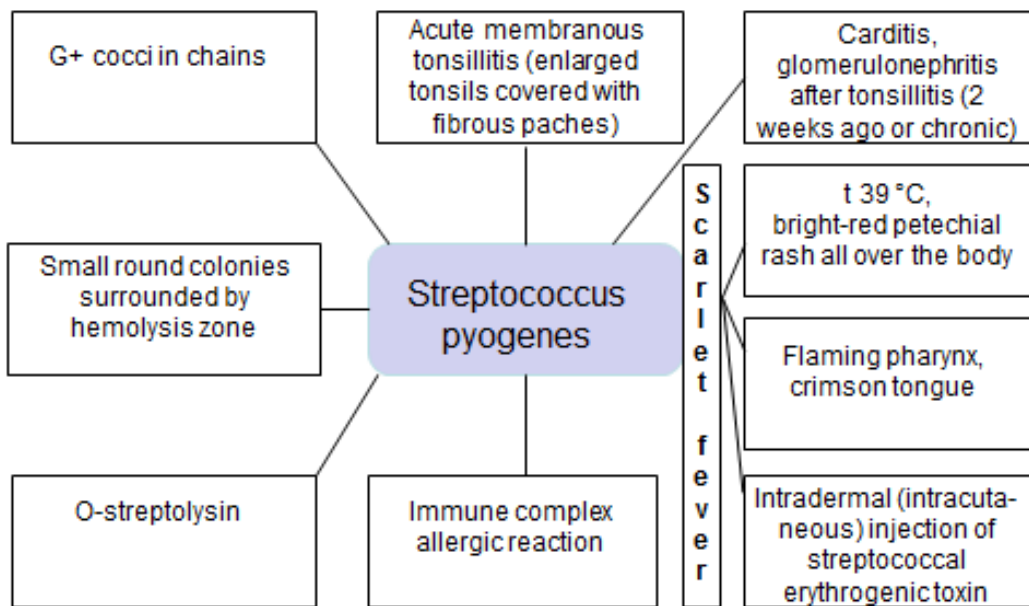 G+ cocci in chains
Acute membranous
tonsillitis (enlarged
tonsils covered with
fibrous paches)
Carditis,
glomerulonephritis
after tonsillitis (2
weeks ago or chronic)
Small round colonies
surrounded by
hemolysis zone
Streptococcus
pyogenes
Scarlet fever
t 39 °C,
bright-red petechial
rash all over the body
Flaming pharynx,
crimson tongue
O-streptolysin
Immune complex
allergic reaction
Intradermal (intracuta-
neous) injection of
streptococcal
erythrogenic toxin